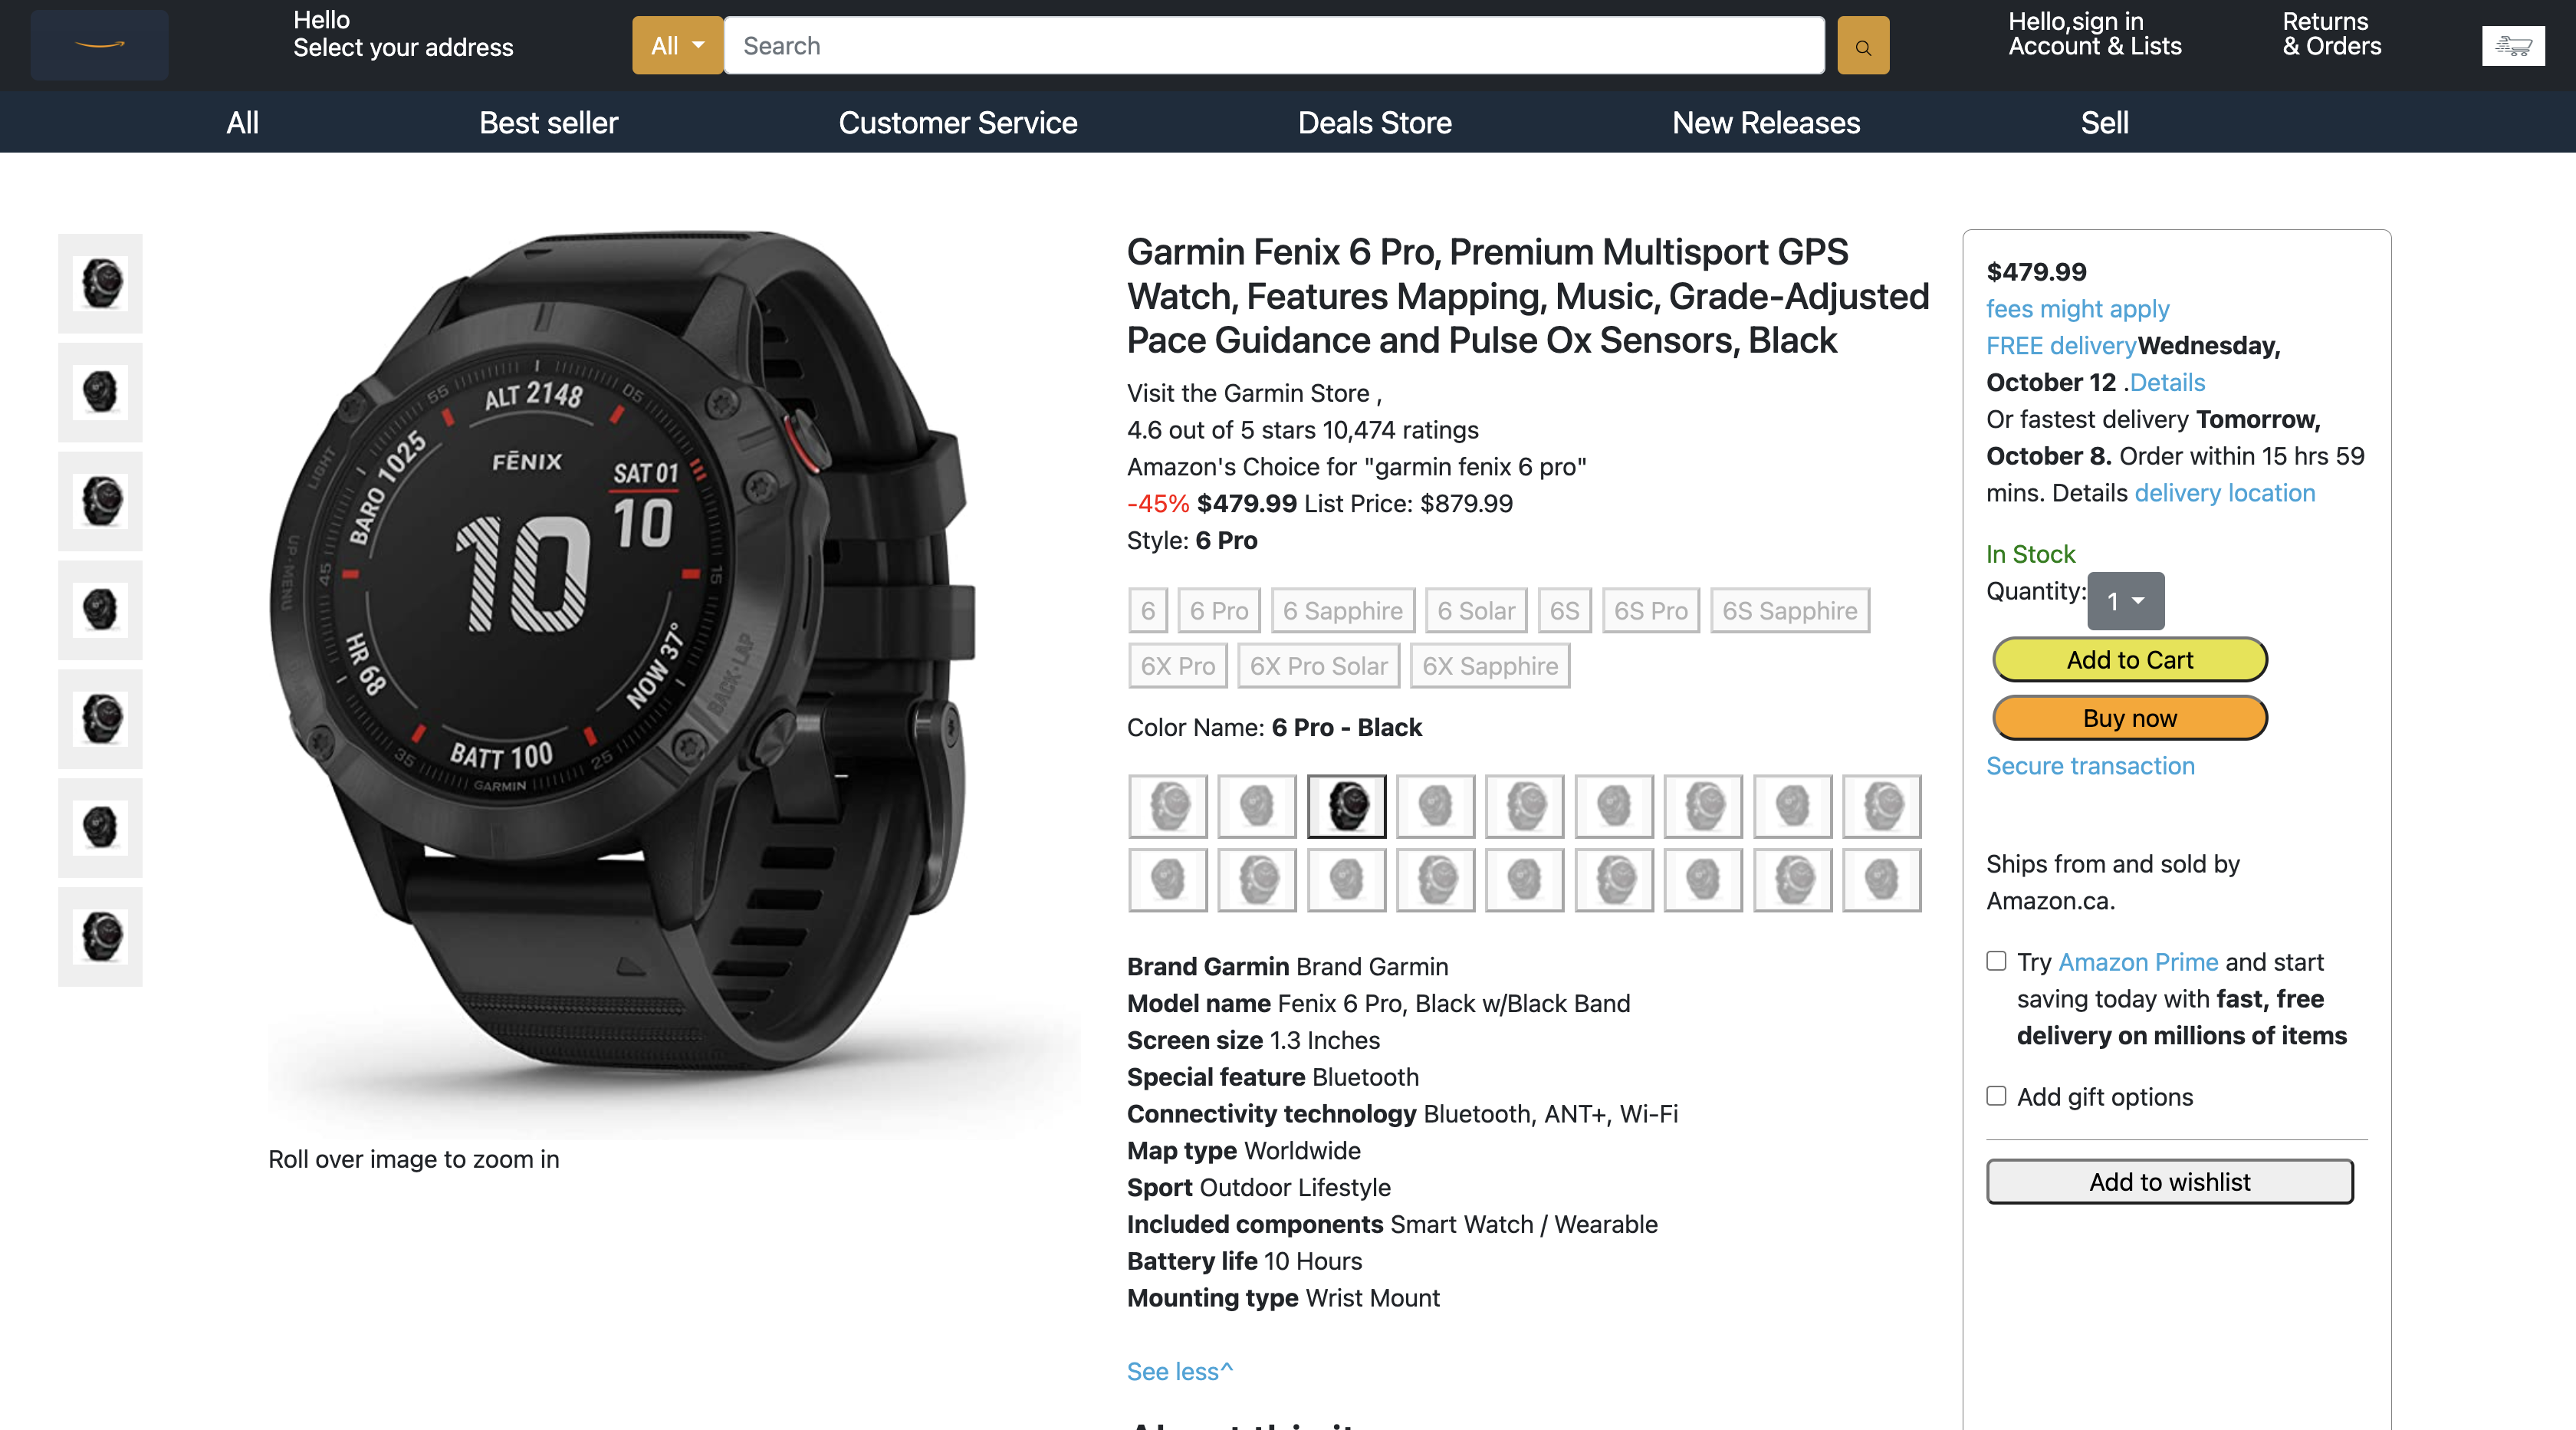 Hello
Select your address
All
Search
Hello,sign in
Account & Lists
Returns
& Orders
All
Best seller
Customer Service
Deals Store
New Releases
Sell
ALT 2148
55
05
LIGHT
BARO 1025
FĒNIX
SAT 01
10
10
UP·MENU
45
15
HR 68
NOW 37°
BACK·LAP
BATT 100
35
25
GARMIN
Roll over image to zoom in
Garmin Fenix 6 Pro, Premium Multisport GPS
Watch, Features Mapping, Music, Grade-Adjusted
Pace Guidance and Pulse Ox Sensors, Black
Visit the Garmin Store ,
4.6 out of 5 stars 10,474 ratings
Amazon's Choice for "garmin fenix 6 pro"
-45% $479.99 List Price: $879.99
Style: 6 Pro
6
6 Pro
6 Sapphire
6 Solar
6S
6S Pro
6S Sapphire
6X Pro
6X Pro Solar
6X Sapphire
Color Name: 6 Pro - Black
Brand Garmin Brand Garmin
Model name Fenix 6 Pro, Black w/Black Band
Screen size 1.3 Inches
Special feature Bluetooth
Connectivity technology Bluetooth, ANT+, Wi-Fi
Map type Worldwide
Sport Outdoor Lifestyle
Included components Smart Watch / Wearable
Battery life 10 Hours
Mounting type Wrist Mount
See less^
$479.99
fees might apply
FREE deliveryWednesday,
October 12 .Details
Or fastest delivery Tomorrow,
October 8. Order within 15 hrs 59
mins. Details delivery location
In Stock
Quantity: 1
Add to Cart
Buy now
Secure transaction
Ships from and sold by
Amazon.ca.
Try Amazon Prime and start
saving today with fast, free
delivery on millions of items
Add gift options
Add to wishlist